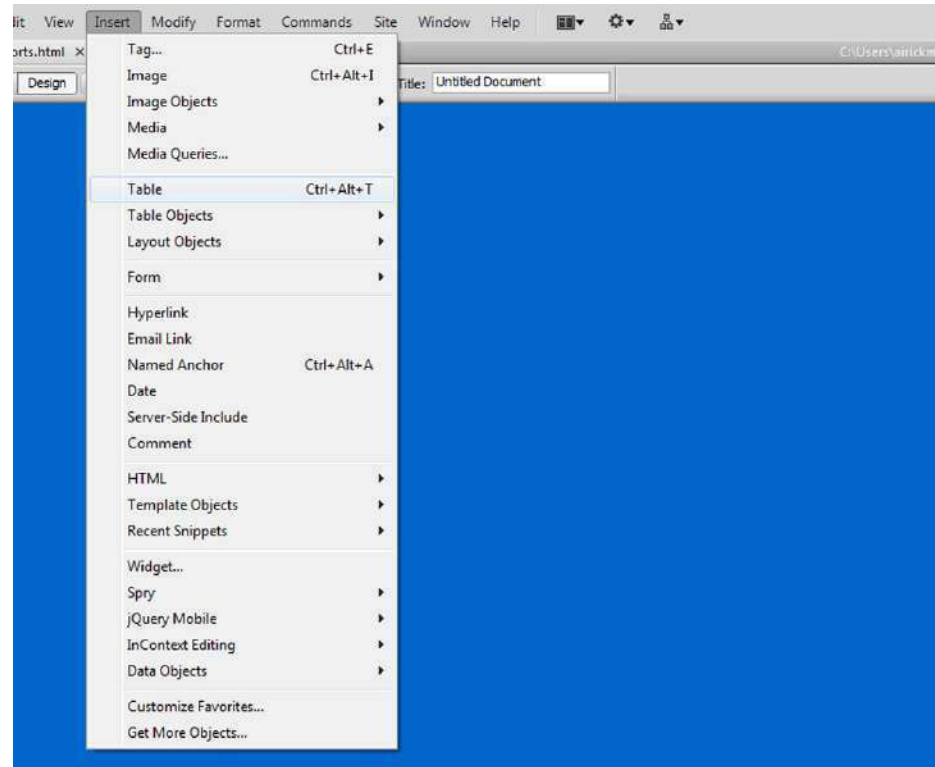 dit View Insert Modify Format Commands Site Window Help
orts.html ×
C:\Users\airickm
Design
Title: Untitled Document
Tag... Ctrl+E
Image Ctrl+Alt+I
Image Objects
Media
Media Queries...
Table Ctrl+Alt+T
Table Objects
Layout Objects
Form
Hyperlink
Email Link
Named Anchor Ctrl+Alt+A
Date
Server-Side Include
Comment
HTML
Template Objects
Recent Snippets
Widget...
Spry
jQuery Mobile
InContext Editing
Data Objects
Customize Favorites...
Get More Objects...